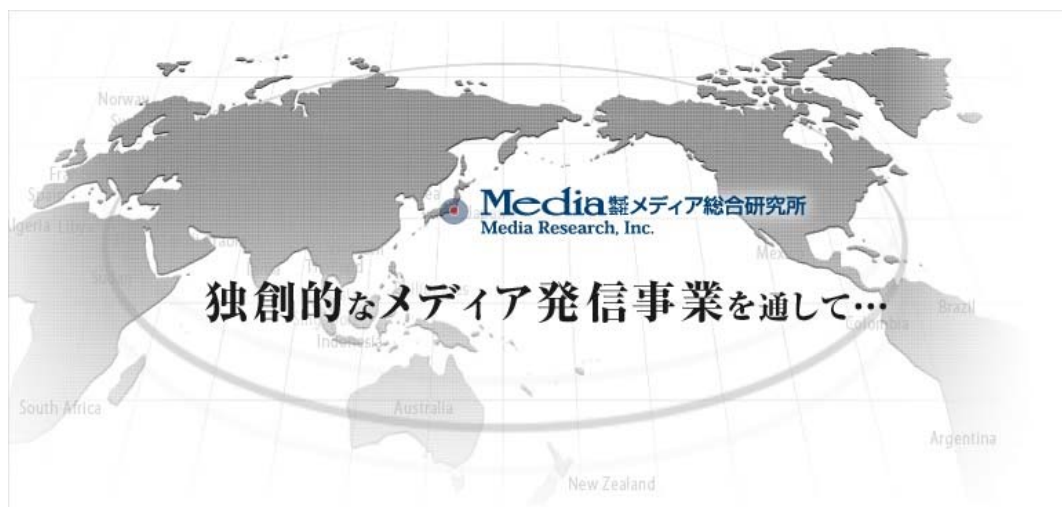 Norway
Media 株式会社メディア総合研究所
Media Research, Inc.
Algeria
独創的なメディア発信事業を通して…
Brazil
Colombia
Indonesia
South Africa
Australia
Argentina
New Zealand